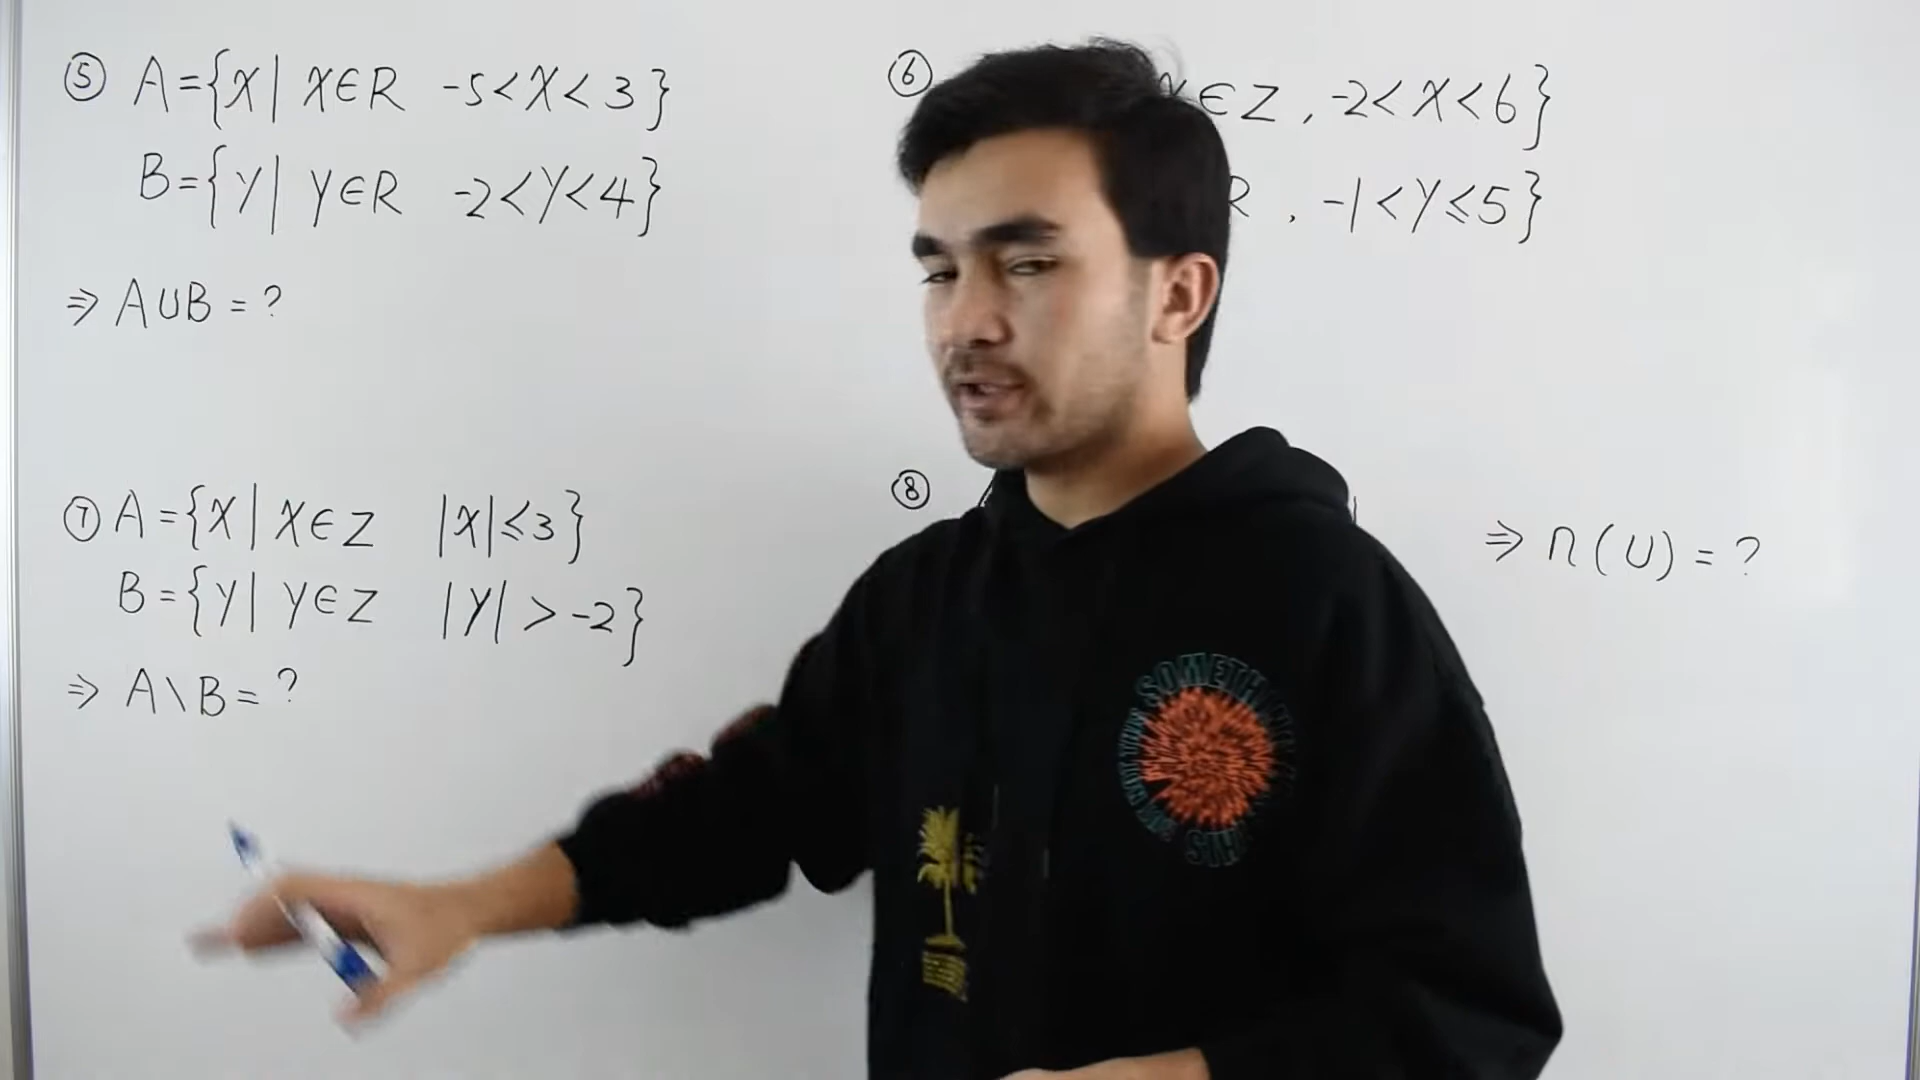 ⑤ A={X| X∈R -5<X<3}
B={Y| Y∈R -2<Y<4}
⇒ A∪B = ?
⑥ X∈Z , -2<X<6}
R , -1<Y≤5}
⑦ A={X| X∈Z |X|≤3}
B={Y| Y∈Z |Y|>-2}
⇒ A\B = ?
⑧
⇒ n(U) = ?